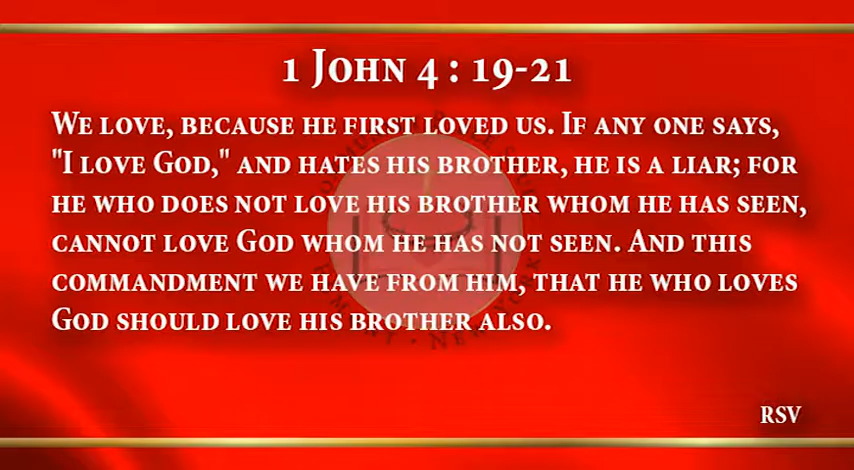 1 John 4 : 19-21
We love, because he first loved us. If any one says,
"I love God," and hates his brother, he is a liar; for
he who does not love his brother whom he has seen,
cannot love God whom he has not seen. And this
commandment we have from him, that he who loves
God should love his brother also.
RSV